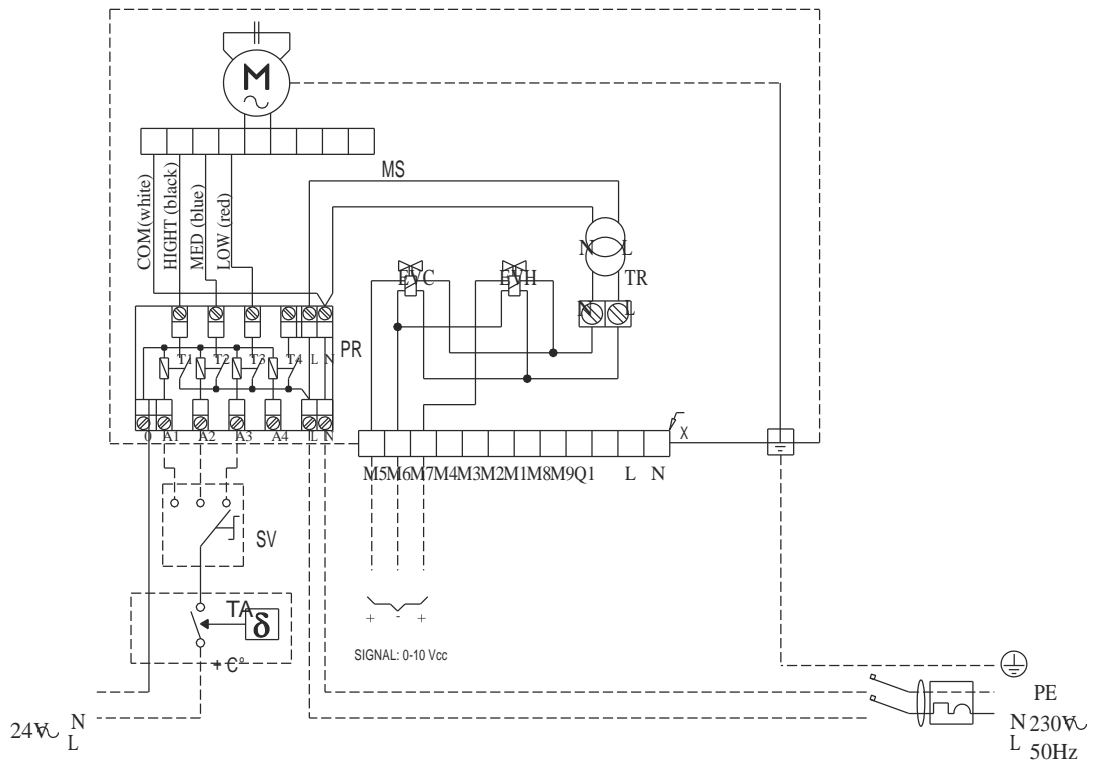 M
MS
COM(white)
HIGHT (black)
MED (blue)
LOW (red)
N L
EVC
EVH
TR
N L
T1 T2 T3 T4 L N
PR
0 A1 A2 A3 A4 L N
X
M5M6M7M4M3M2M1M8M9Q1 L N
SV
TA
δ
+ C°
+ - +
SIGNAL: 0-10 Vcc
PE
24V N
L
N 230V
L 50Hz